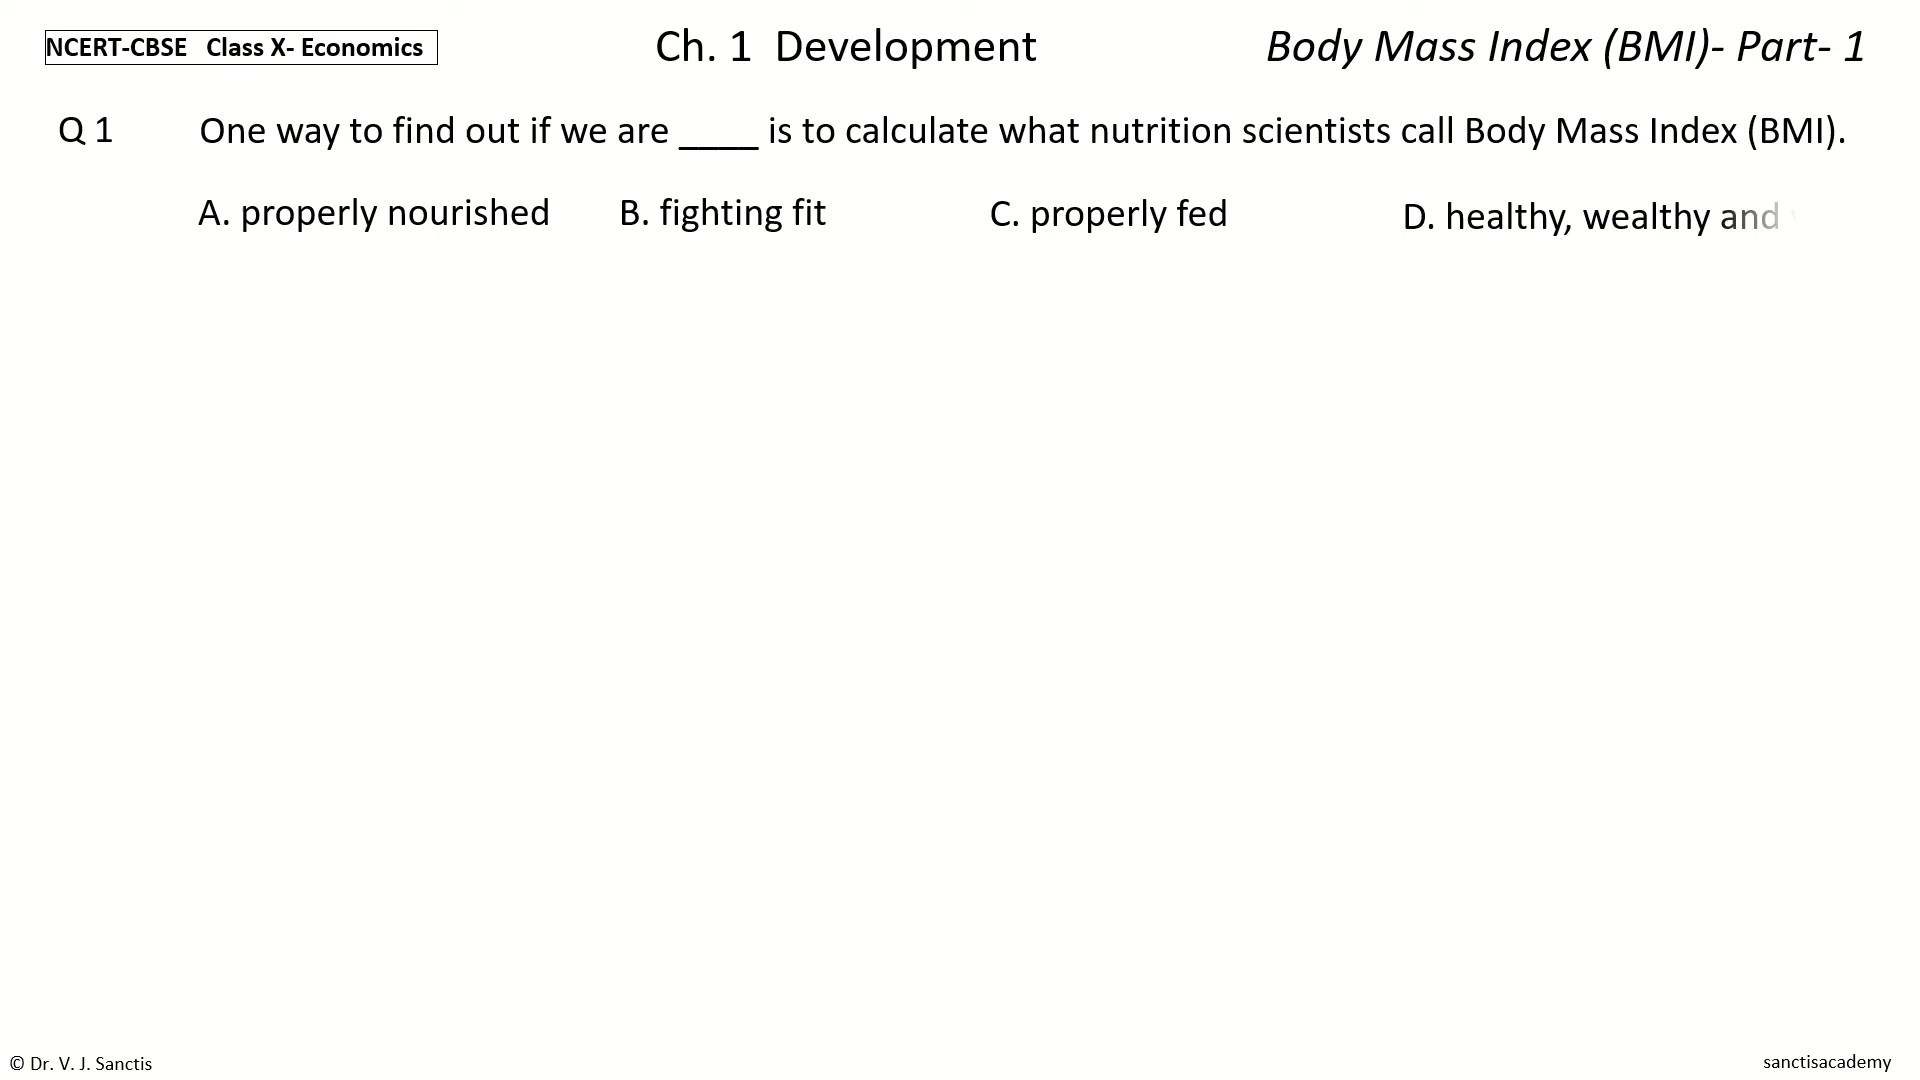 NCERT-CBSE Class X- Economics
Ch. 1 Development
Body Mass Index (BMI)- Part- 1
Q 1 One way to find out if we are ____ is to calculate what nutrition scientists call Body Mass Index (BMI).
A. properly nourished B. fighting fit C. properly fed D. healthy, wealthy and
© Dr. V. J. Sanctis
sanctisacademy